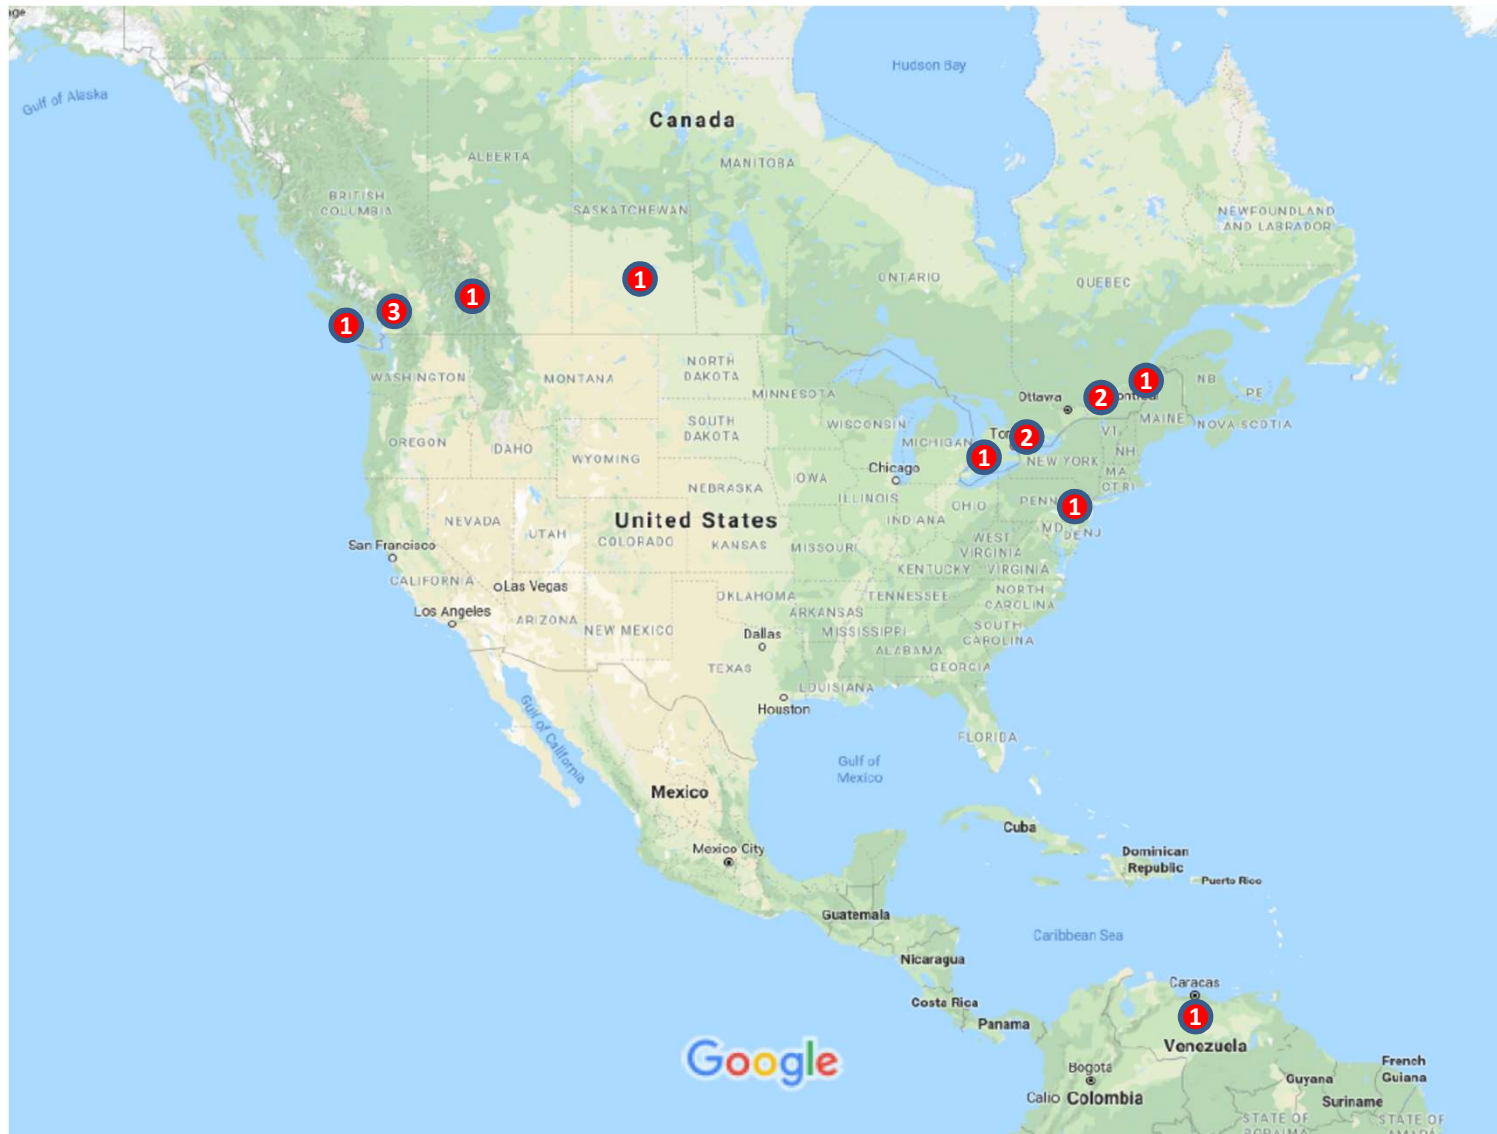 Hudson Bay
Gulf of Alaska
Canada
ALBERTA
MANITOBA
BRITISH
COLUMBIA
SASKATCHEWAN
NEWFOUNDLAND
AND LABRADOR
ONTARIO
QUEBEC
1
1
3
1
NORTH
DAKOTA
WASHINGTON
MONTANA
MINNESOTA
1
NB
PE
Ottawa
2
MAINE
NOVA SCOTIA
SOUTH
DAKOTA
WISCONSIN
MICHIGAN
2
VT
NH
OREGON
IDAHO
WYOMING
1
NEW YORK
Chicago
MA
CT RI
IOWA
NEBRASKA
ILLINOIS
OHIO
1
INDIANA
United States
NEVADA
UTAH
COLORADO
KANSAS
MISSOURI
MD
DE NJ
WEST
VIRGINIA
San Francisco
KENTUCKY
VIRGINIA
CALIFORNIA
Las Vegas
OKLAHOMA
TENNESSEE
NORTH
CAROLINA
Los Angeles
ARIZONA
NEW MEXICO
ARKANSAS
Dallas
MISSISSIPPI
SOUTH
CAROLINA
ALABAMA
TEXAS
GEORGIA
LOUISIANA
Houston
Gulf of California
FLORIDA
Gulf of
Mexico
Mexico
Cuba
Mexico City
Dominican
Republic
Puerto Rico
Guatemala
Caribbean Sea
Nicaragua
Caracas
Costa Rica
Panama
1
Venezuela
Google
Bogota
French
Guiana
Guyana
Calio
Colombia
Suriname
STATE OF
STATE OF